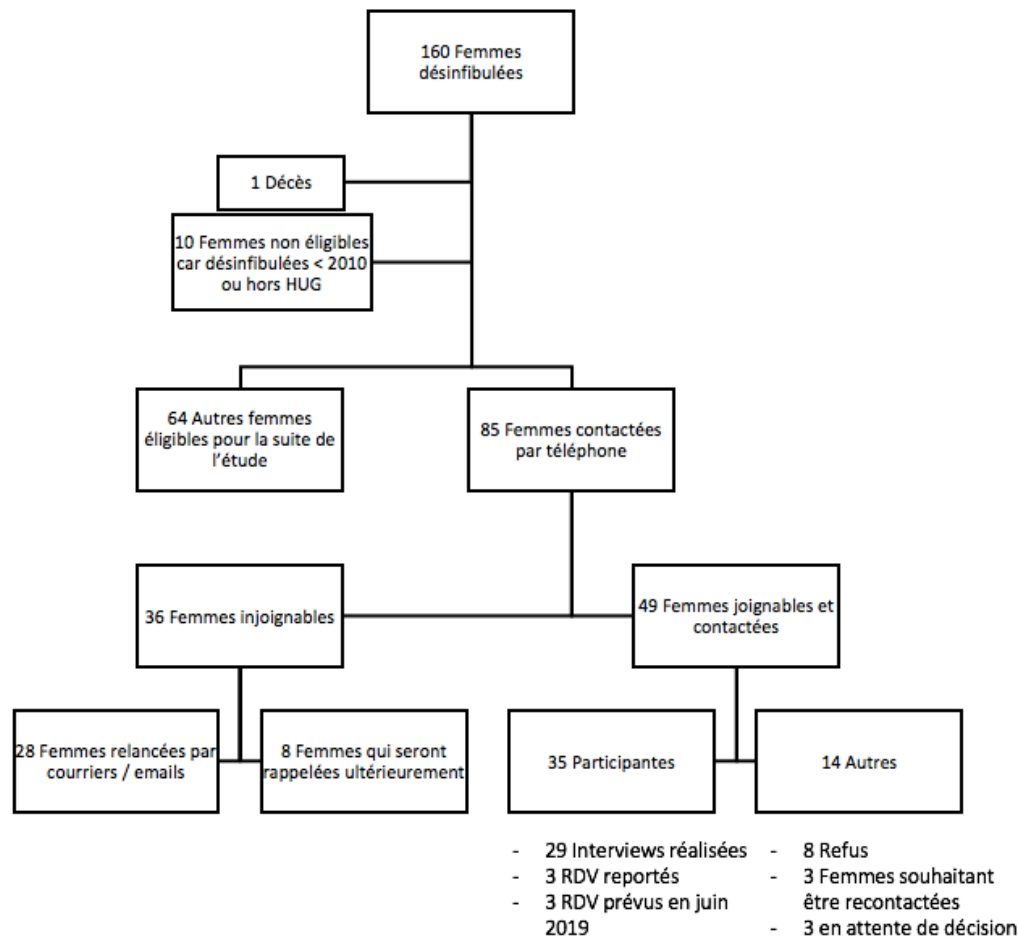 160 Femmes
désinfibulées
1 Décès
10 Femmes non éligibles
car désinfibulées < 2010
ou hors HUG
64 Autres femmes
éligibles pour la suite de
l'étude
85 Femmes contactées
par téléphone
36 Femmes injoignables
49 Femmes joignables et
contactées
28 Femmes relancées par
courriers / emails
8 Femmes qui seront
rappelées ultérieurement
35 Participantes
14 Autres
- 29 Interviews réalisées
- 3 RDV reportés
- 3 RDV prévus en juin
2019
- 8 Refus
- 3 Femmes souhaitant
être recontactées
- 3 en attente de décision